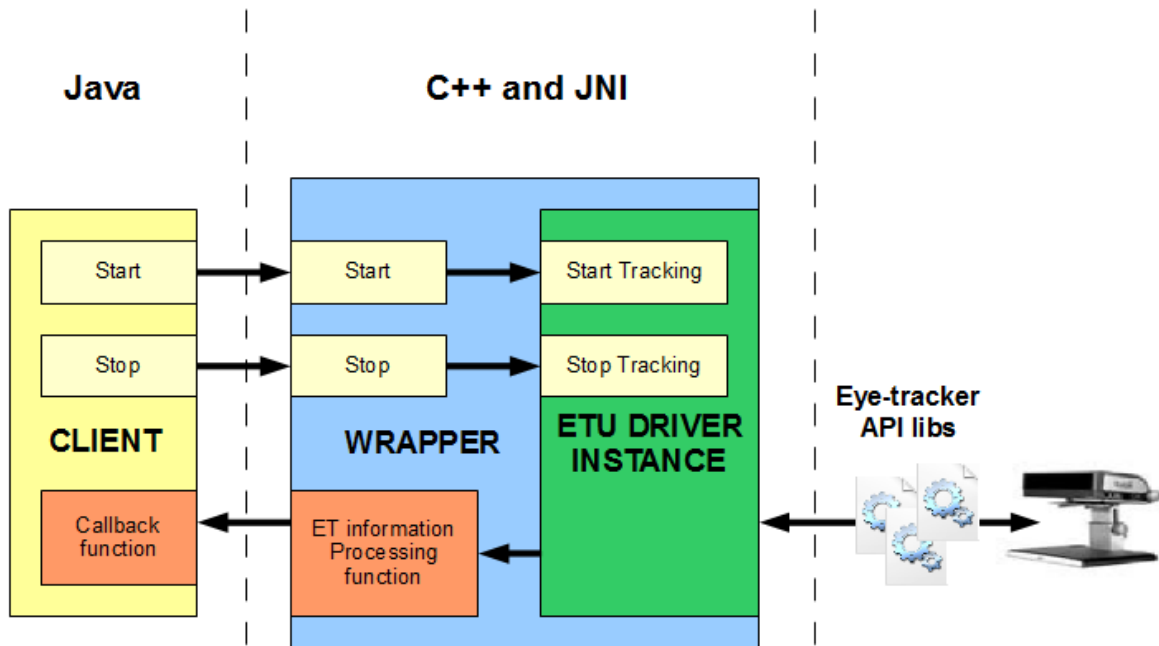 Java
C++ and JNI
Start
Start
Start Tracking
Stop
Stop
Stop Tracking
CLIENT
WRAPPER
ETU DRIVER
INSTANCE
Eye-tracker
API libs
Callback
function
ET information
Processing
function